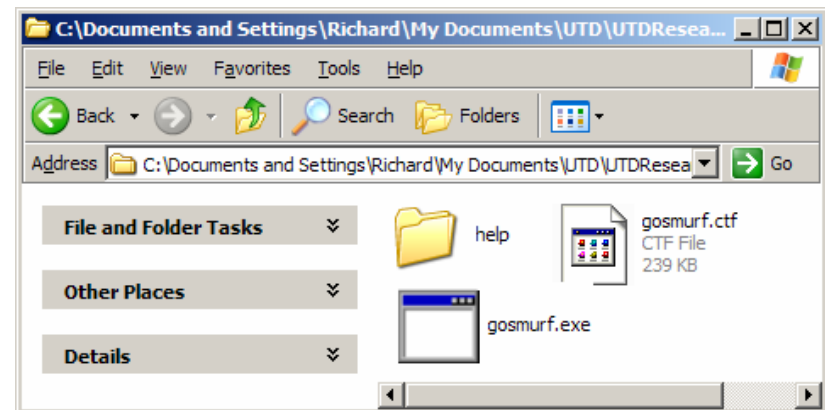 C:\Documents and Settings\Richard\My Documents\UTD\UTDResea...
File Edit View Favorites Tools Help
Back Search Folders
Address C:\Documents and Settings\Richard\My Documents\UTD\UTDResea Go
File and Folder Tasks
Other Places
Details
help
gosmurf.ctf
CTF File
239 KB
gosmurf.exe